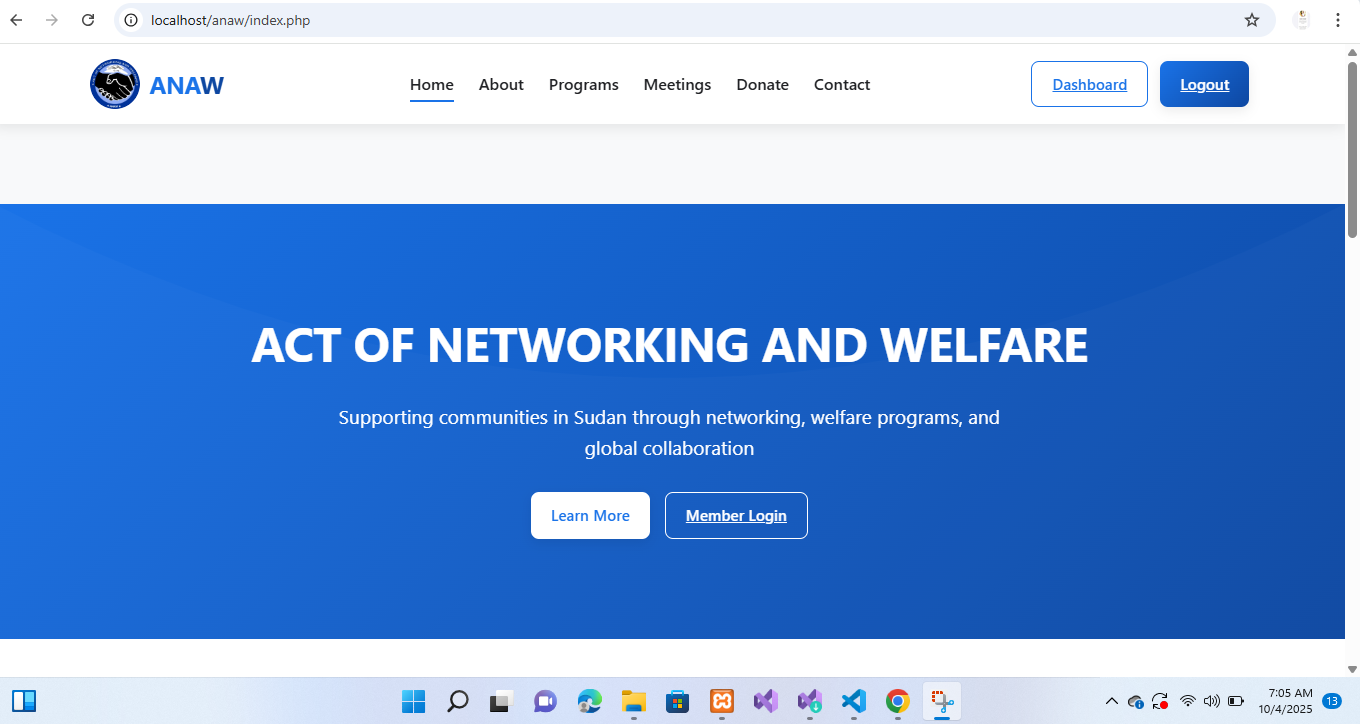 localhost/anaw/index.php
ANAW
Home
About
Programs
Meetings
Donate
Contact
Dashboard
Logout
ACT OF NETWORKING AND WELFARE
Supporting communities in Sudan through networking, welfare programs, and
global collaboration
Learn More
Member Login
7:05 AM
10/4/2025
13